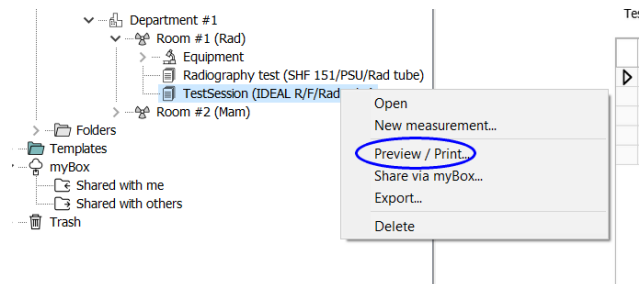 Department #1
Room #1 (Rad)
Equipment
Radiography test (SHF 151/PSU/Rad tube)
TestSession (IDEAL R/F/Rad
Room #2 (Mam)
Folders
Templates
myBox
Shared with me
Shared with others
Trash
Open
New measurement...
Preview / Print...
Share via myBox...
Export...
Delete